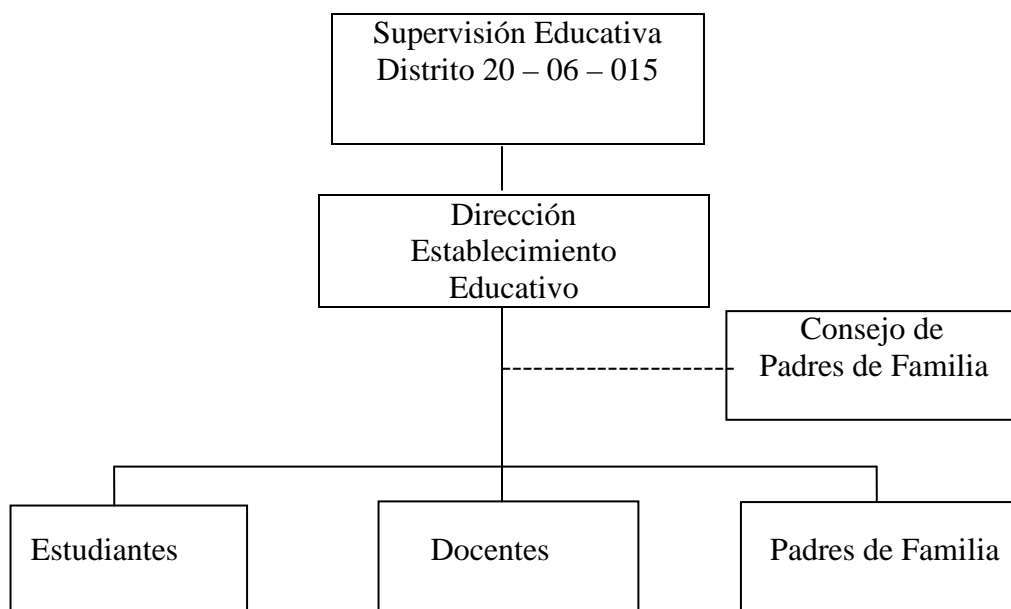 Supervisión Educativa
Distrito 20 – 06 – 015
Dirección
Establecimiento
Educativo
Consejo de
Padres de Familia
Estudiantes
Docentes
Padres de Familia